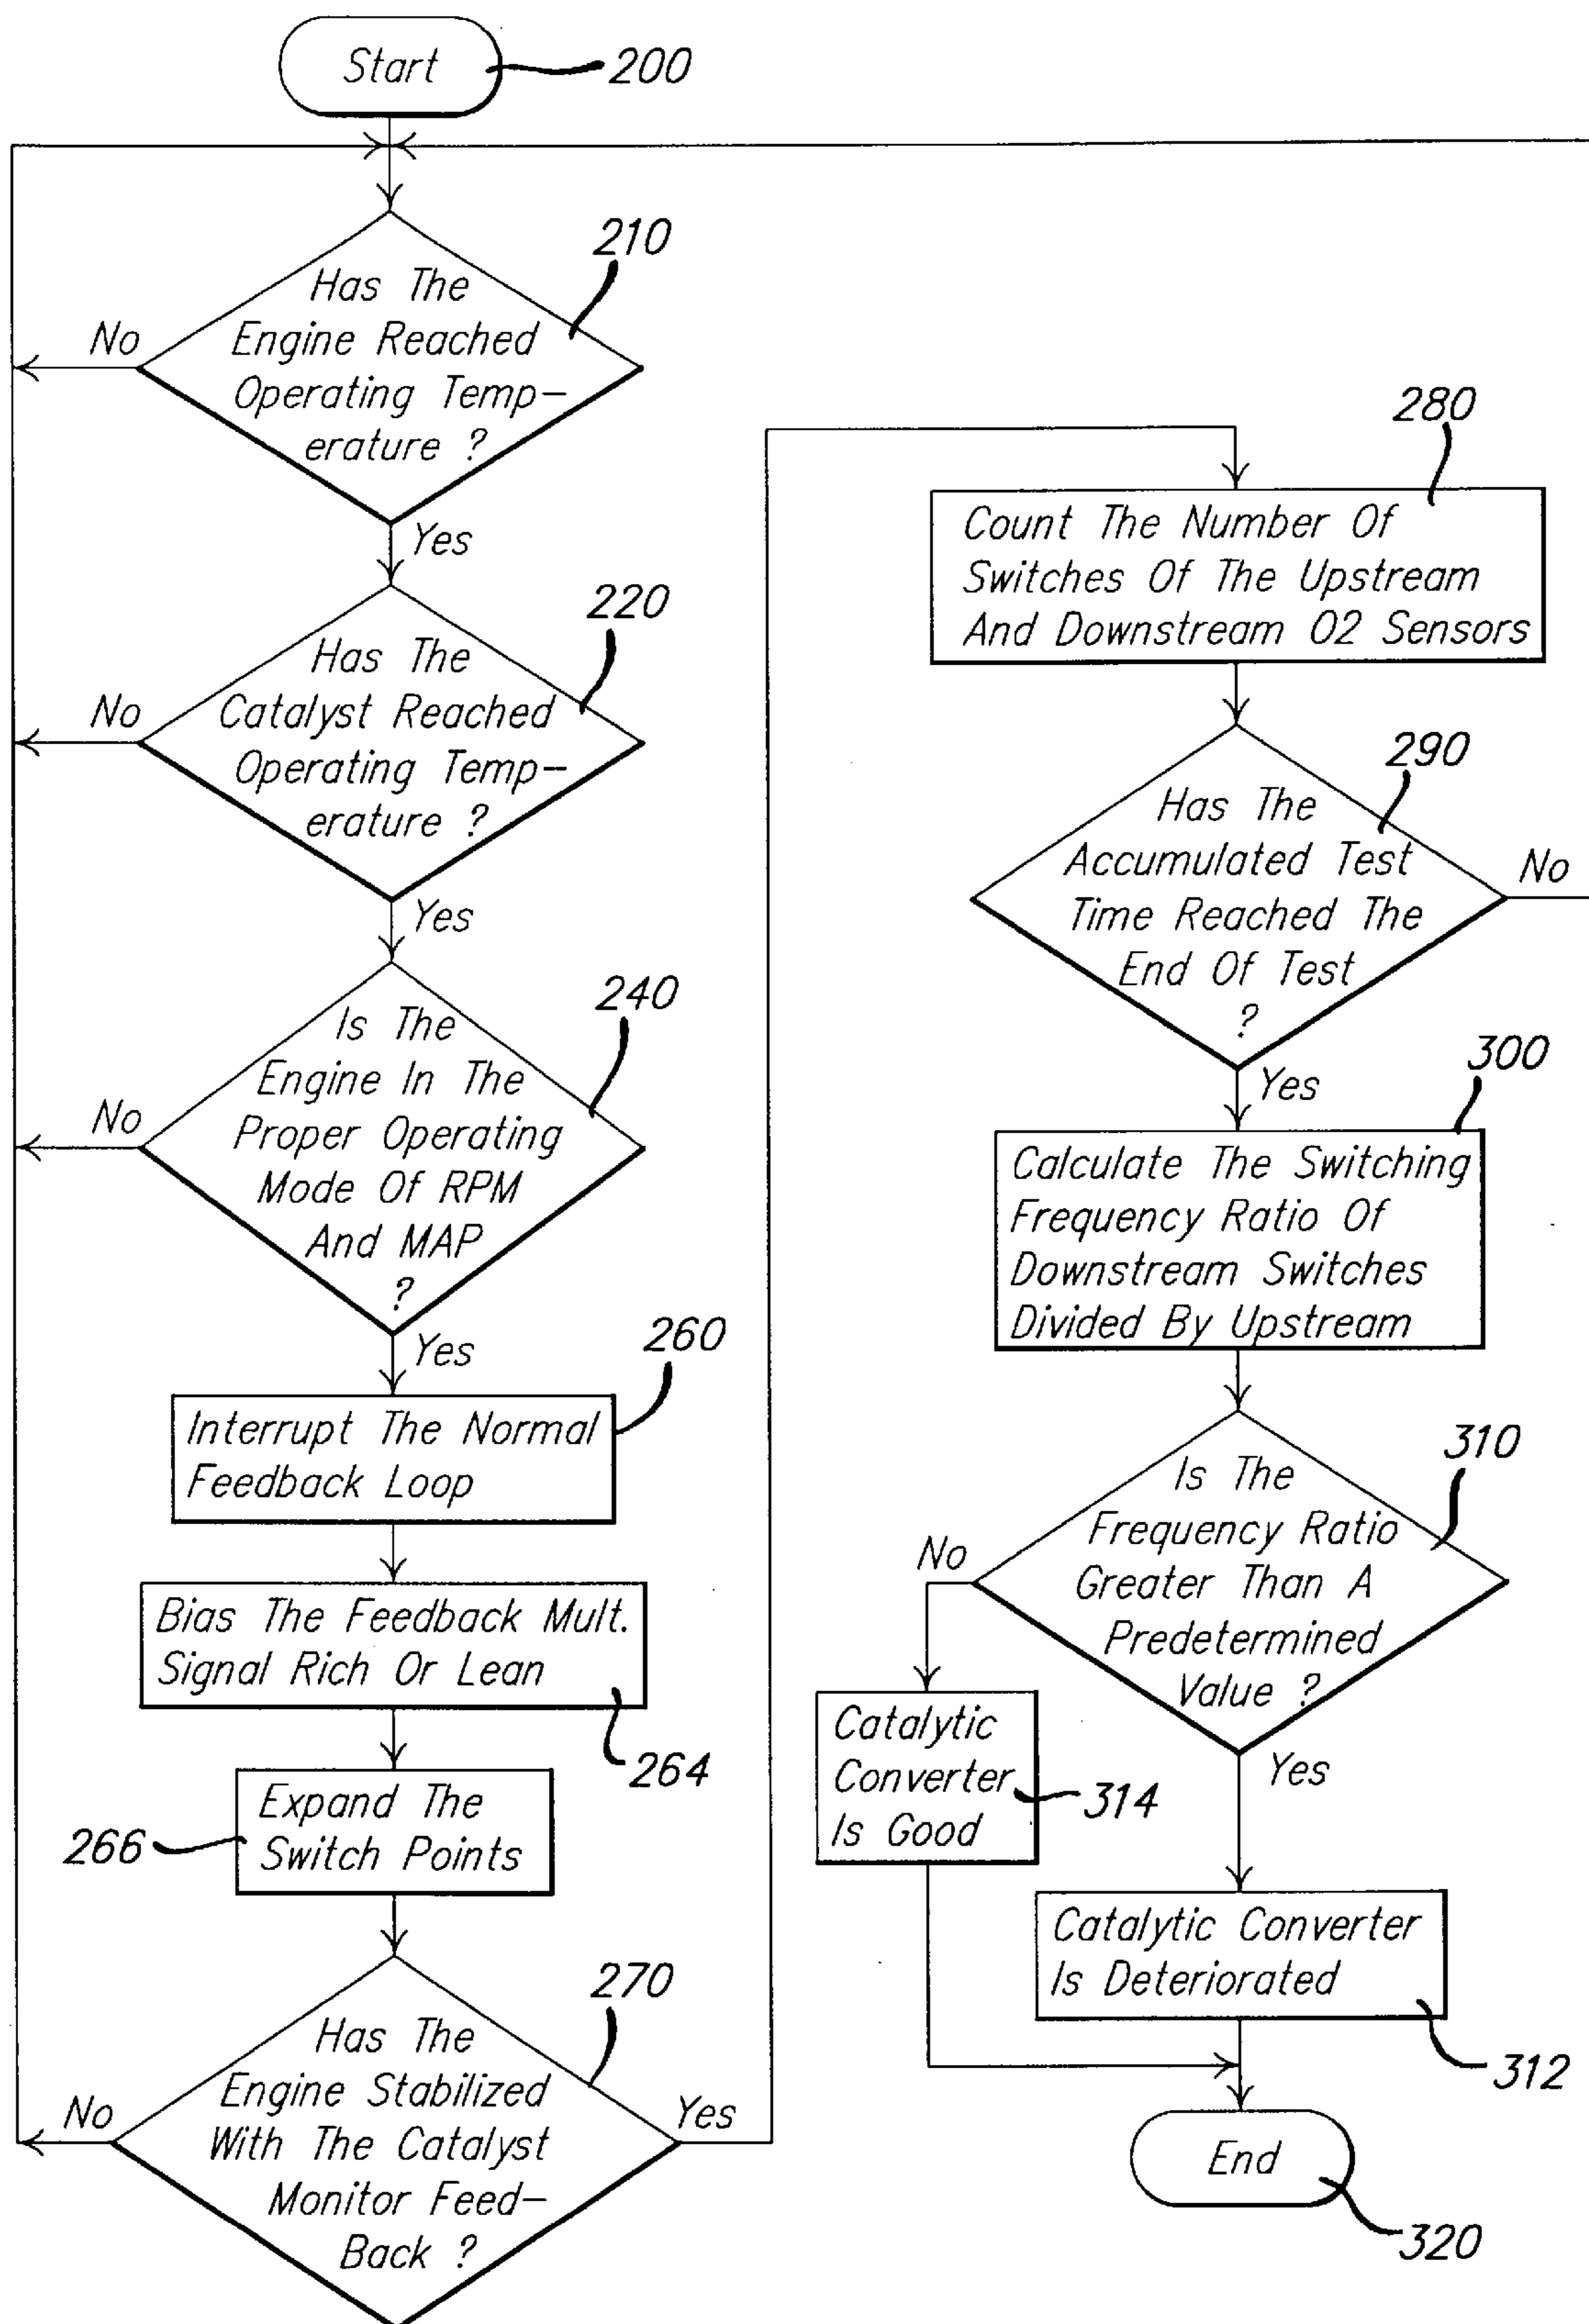 Start
200
210
Has The
Engine Reached
Operating Temp-
erature ?
No
Yes
220
Has The
Catalyst Reached
Operating Temp-
erature ?
No
Yes
240
Is The
Engine In The
Proper Operating
Mode Of RPM
And MAP
?
No
Yes
260
Interrupt The Normal
Feedback Loop
Bias The Feedback Mult.
Signal Rich Or Lean
264
Expand The
Switch Points
266
270
Has The
Engine Stabilized
With The Catalyst
Monitor Feed-
Back ?
No
Yes
280
Count The Number Of
Switches Of The Upstream
And Downstream O2 Sensors
290
Has The
Accumulated Test
Time Reached The
End Of Test
?
No
Yes
300
Calculate The Switching
Frequency Ratio Of
Downstream Switches
Divided By Upstream
310
Is The
Frequency Ratio
Greater Than A
Predetermined
Value ?
No
Yes
Catalytic
Converter
Is Good
314
Catalytic Converter
Is Deteriorated
312
End
320